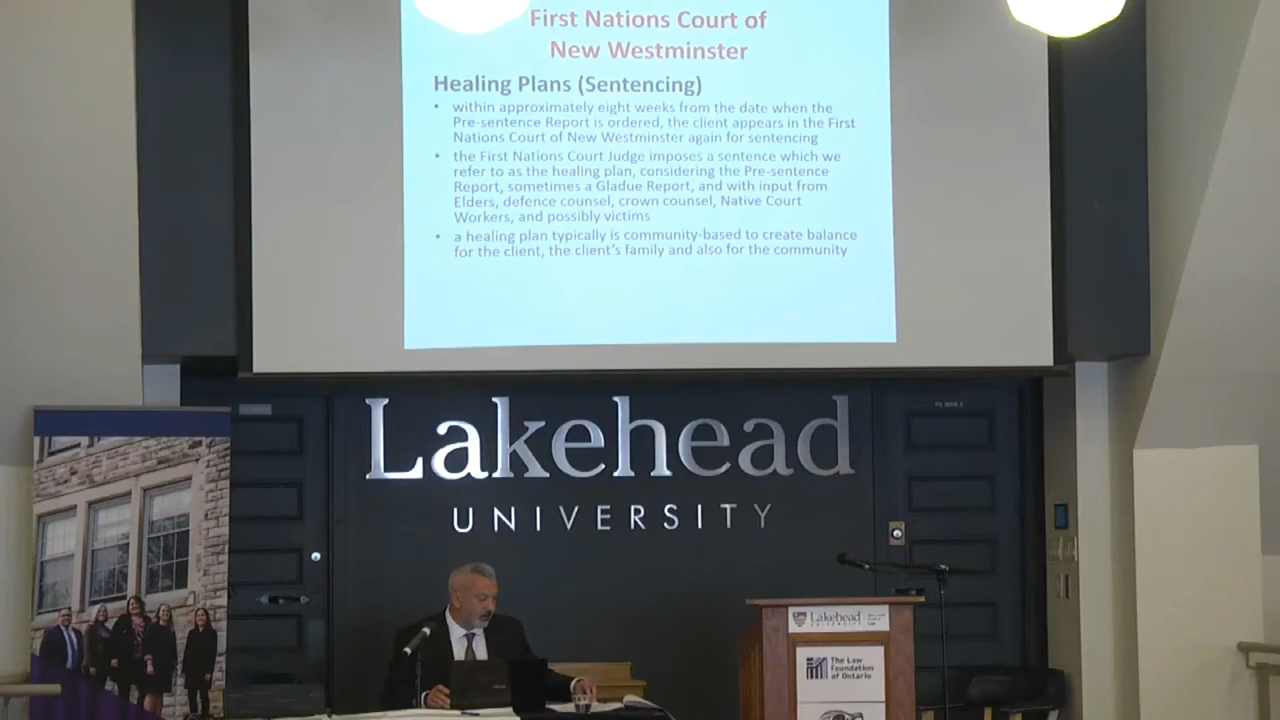 First Nations Court of
New Westminster
Healing Plans (Sentencing)
• within approximately eight weeks from the date when the
Pre-sentence Report is ordered, the client appears in the First
Nations Court of New Westminster again for sentencing
• the First Nations Court Judge imposes a sentence which we
refer to as the healing plan, considering the Pre-sentence
Report, sometimes a Gladue Report, and with input from
Elders, defence counsel, crown counsel, Native Court
Workers, and possibly victims
• a healing plan typically is community-based to create balance
for the client, the client's family and also for the community
Lakehead
UNIVERSITY
Lakehead
UNIVERSITY
The Law
Foundation
of Ontario